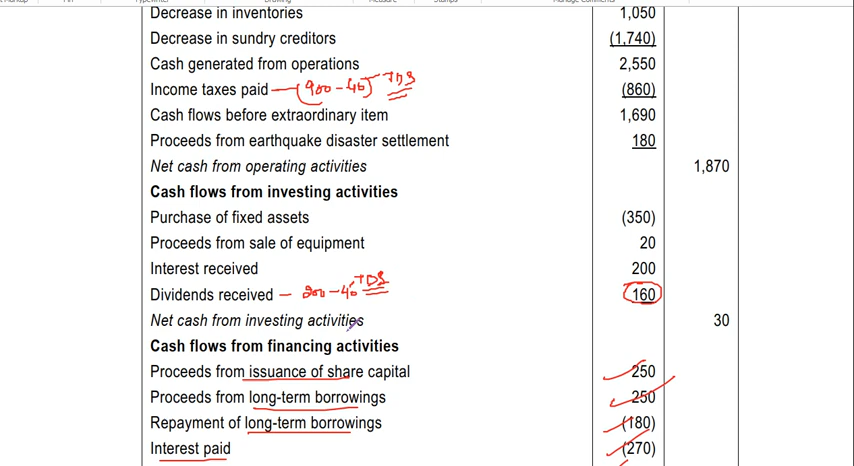 Decrease in inventories 1,050
Decrease in sundry creditors (1,740)
Cash generated from operations 2,550
Income taxes paid — (900 - 40) TDS (860)
Cash flows before extraordinary item 1,690
Proceeds from earthquake disaster settlement 180
Net cash from operating activities 1,870
Cash flows from investing activities
Purchase of fixed assets (350)
Proceeds from sale of equipment 20
Interest received 200
Dividends received — 200 - 40 TDS 160
Net cash from investing activities 30
Cash flows from financing activities
Proceeds from issuance of share capital 250
Proceeds from long-term borrowings 250
Repayment of long-term borrowings (180)
Interest paid (270)